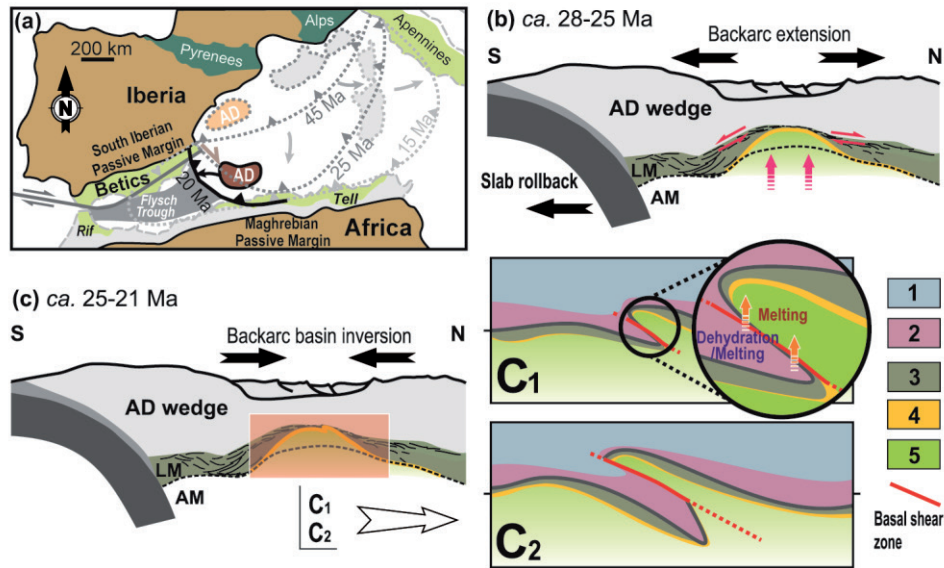 (a)
200 km
N
Iberia
Pyrenees
Alps
Apennines
AD
AD
45 Ma
25 Ma
15 Ma
20 Ma
South Iberian
Passive Margin
Betics
Flysch
Trough
Rif
Tell
Maghrebian
Passive Margin
Africa
(b) ca. 28-25 Ma
Backarc extension
S
N
AD wedge
LM
AM
Slab rollback
(c) ca. 25-21 Ma
S
N
Backarc basin inversion
AD wedge
LM
AM
C1
C2
Melting
Dehydration
/Melting
C1
C2
1
2
3
4
5
Basal shear
zone